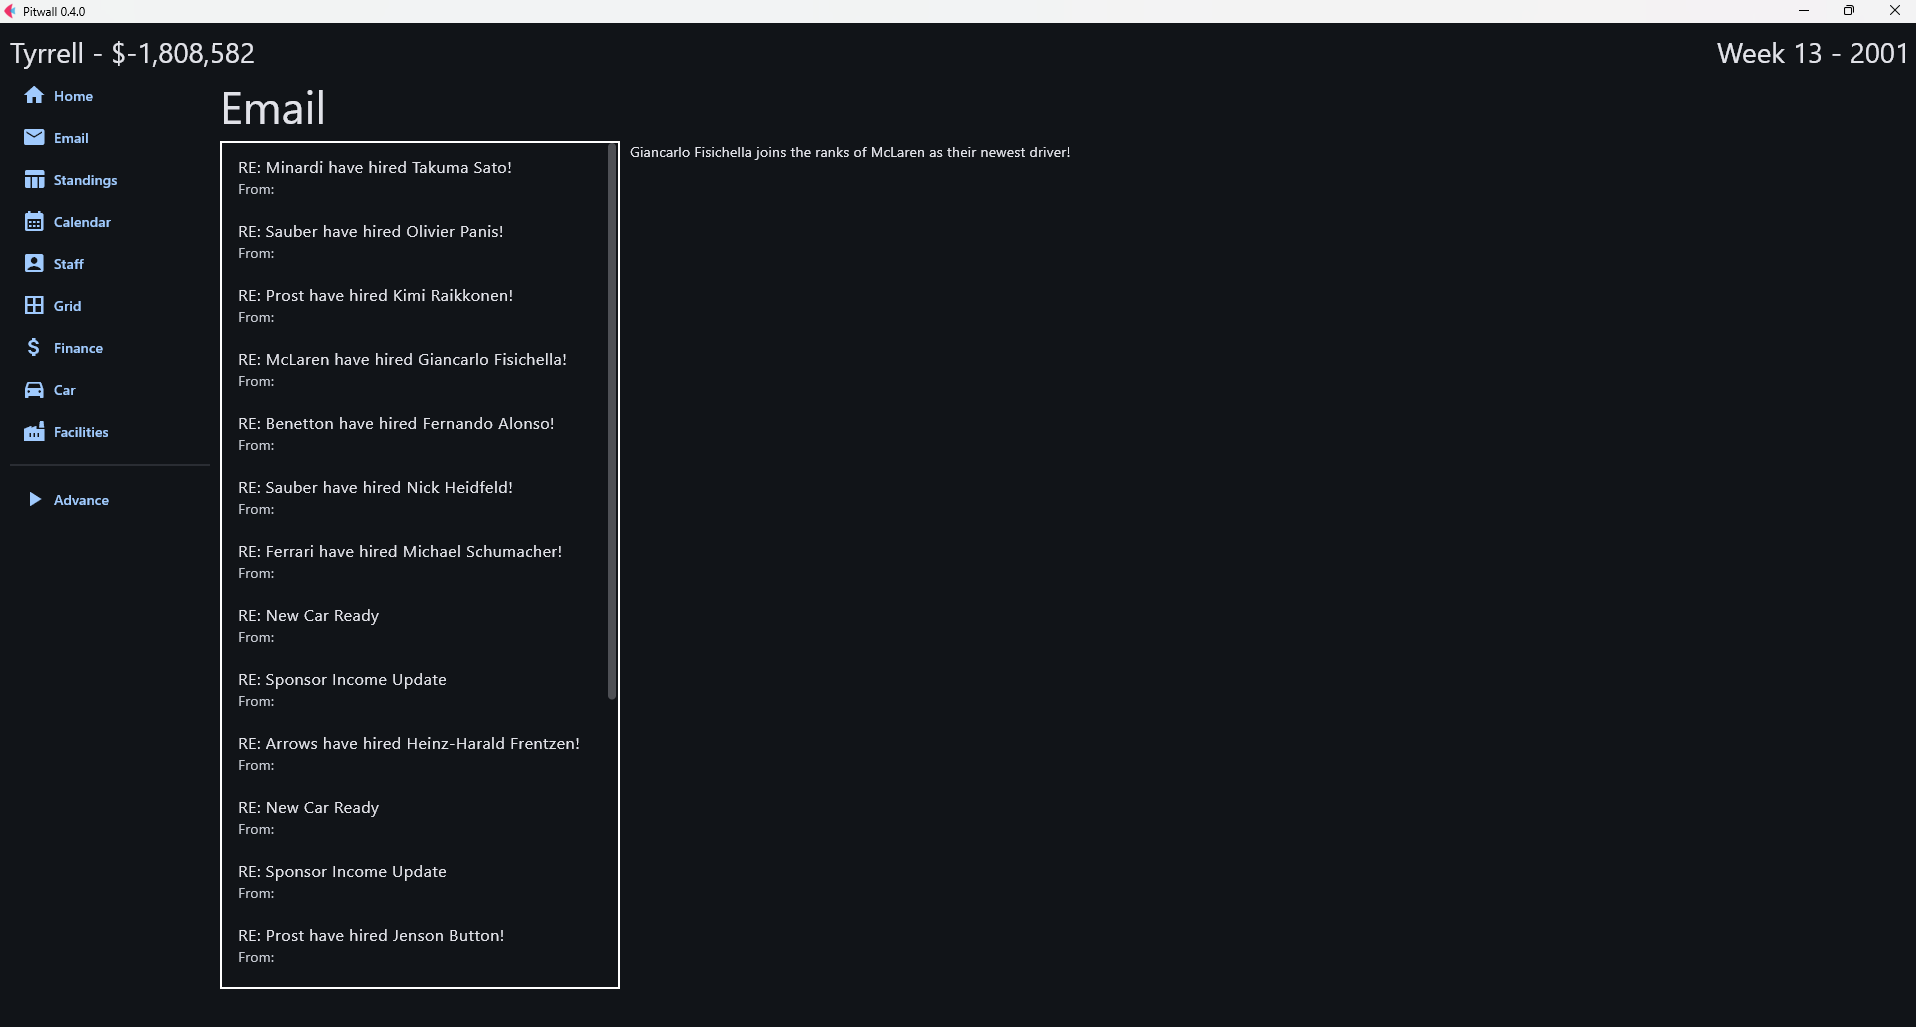 Pitwall 0.4.0
Tyrrell - $-1,808,582
Week 13 - 2001
Home
Email
Standings
Calendar
Staff
Grid
Finance
Car
Facilities
Advance
Email
RE: Minardi have hired Takuma Sato!
From:
RE: Sauber have hired Olivier Panis!
From:
RE: Prost have hired Kimi Raikkonen!
From:
RE: McLaren have hired Giancarlo Fisichella!
From:
RE: Benetton have hired Fernando Alonso!
From:
RE: Sauber have hired Nick Heidfeld!
From:
RE: Ferrari have hired Michael Schumacher!
From:
RE: New Car Ready
From:
RE: Sponsor Income Update
From:
RE: Arrows have hired Heinz-Harald Frentzen!
From:
RE: New Car Ready
From:
RE: Sponsor Income Update
From:
RE: Prost have hired Jenson Button!
From:
Giancarlo Fisichella joins the ranks of McLaren as their newest driver!